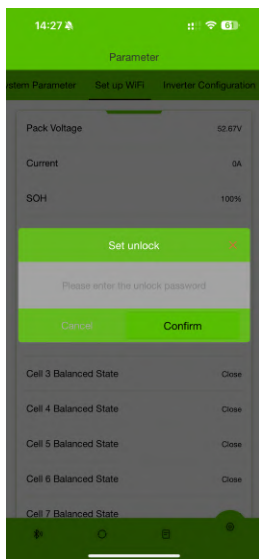 14:27
61
Parameter
stem Parameter Set up WiFi Inverter Configuration
Pack Voltage 52.67V
Current 0A
SOH 100%
Set unlock ×
Please enter the unlock password
Cancel Confirm
Cell 3 Balanced State Close
Cell 4 Balanced State Close
Cell 5 Balanced State Close
Cell 6 Balanced State Close
Cell 7 Balanced State